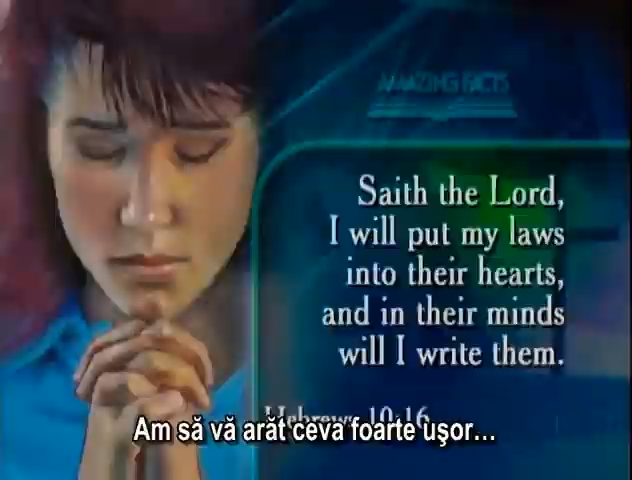 AMAZING FACTS
Saith the Lord,
I will put my laws
into their hearts,
and in their minds
will I write them.
Hebrews 10:16
Am să vă arăt ceva foarte uşor...